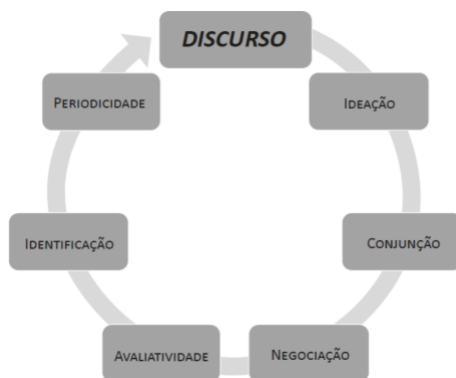 DISCURSO
IDEAÇÃO
CONJUNÇÃO
NEGOCIAÇÃO
AVALIATIVIDADE
IDENTIFICAÇÃO
PERIODICIDADE